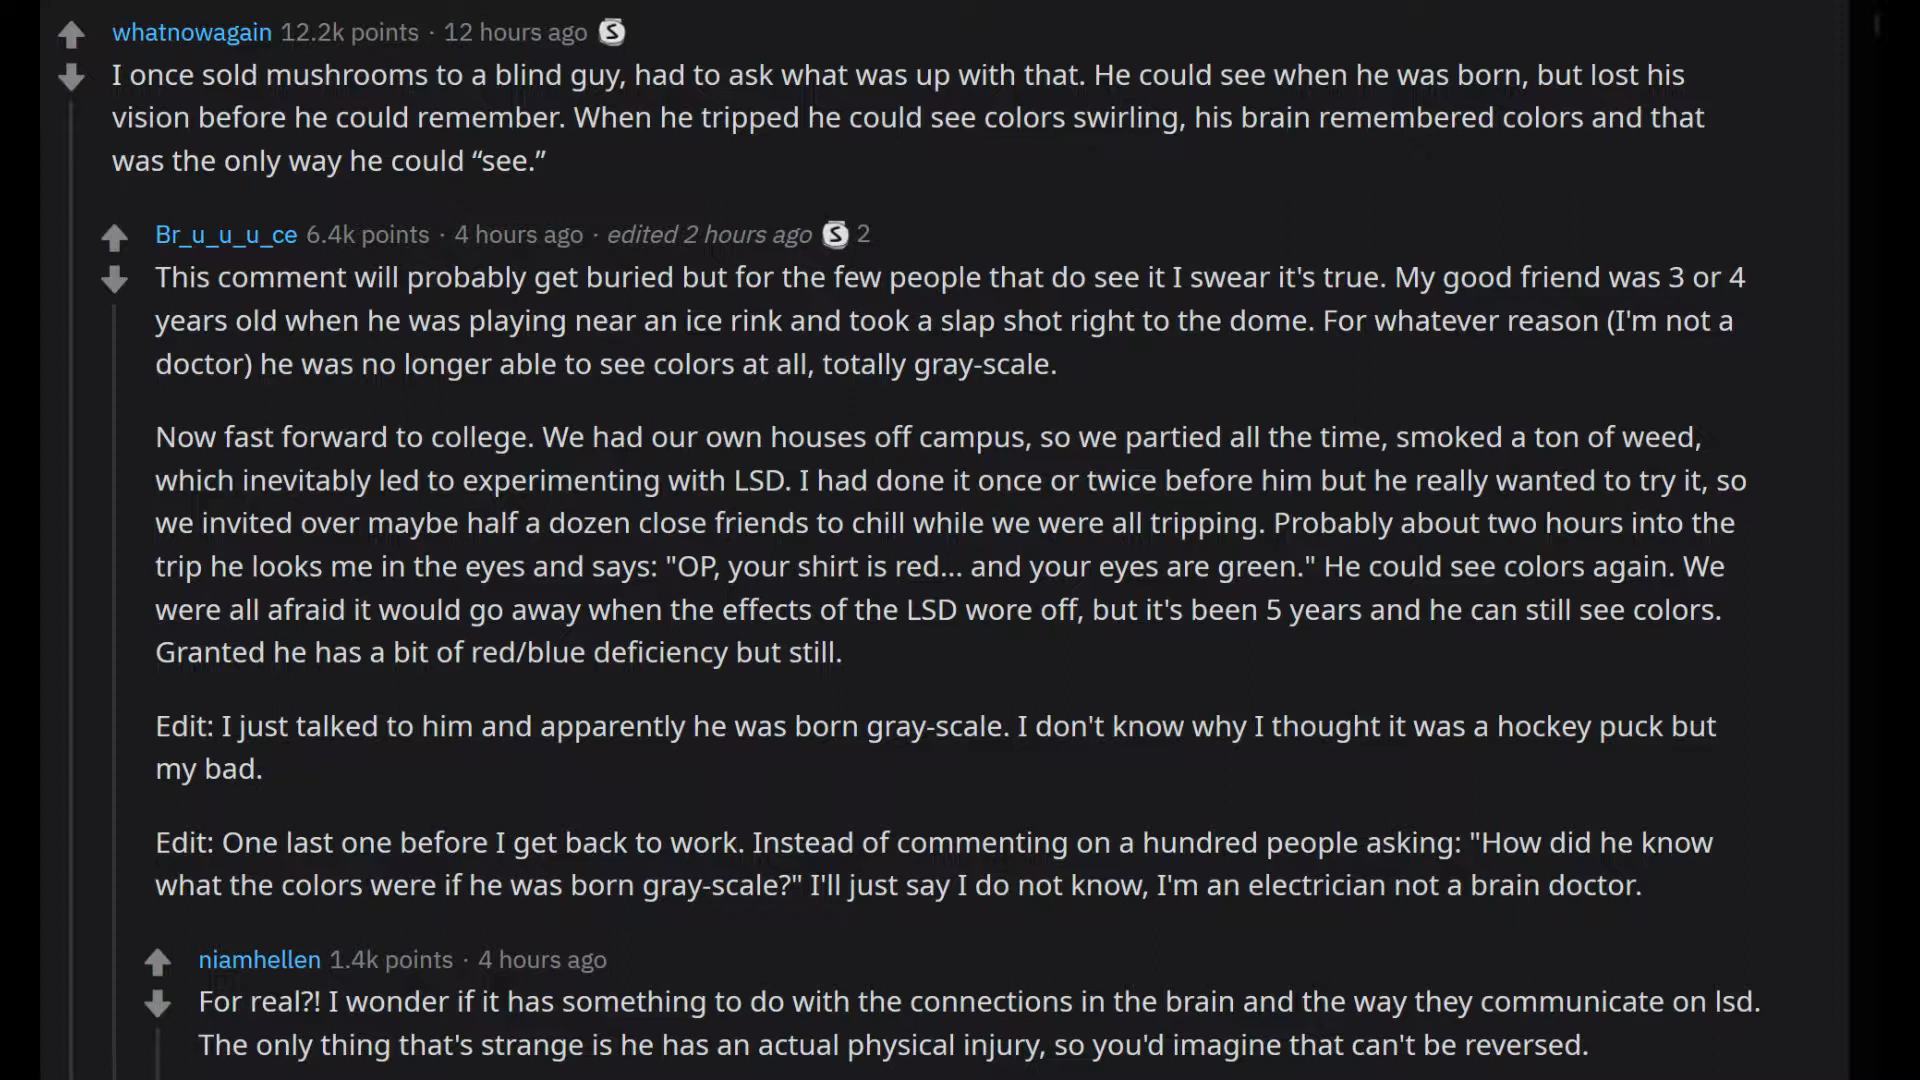 whatnowagain 12.2k points · 12 hours ago S
I once sold mushrooms to a blind guy, had to ask what was up with that. He could see when he was born, but lost his
vision before he could remember. When he tripped he could see colors swirling, his brain remembered colors and that
was the only way he could “see.”
Br_u_u_u_ce 6.4k points · 4 hours ago · edited 2 hours ago S 2
This comment will probably get buried but for the few people that do see it I swear it's true. My good friend was 3 or 4
years old when he was playing near an ice rink and took a slap shot right to the dome. For whatever reason (I'm not a
doctor) he was no longer able to see colors at all, totally gray-scale.
Now fast forward to college. We had our own houses off campus, so we partied all the time, smoked a ton of weed,
which inevitably led to experimenting with LSD. I had done it once or twice before him but he really wanted to try it, so
we invited over maybe half a dozen close friends to chill while we were all tripping. Probably about two hours into the
trip he looks me in the eyes and says: "OP, your shirt is red... and your eyes are green." He could see colors again. We
were all afraid it would go away when the effects of the LSD wore off, but it's been 5 years and he can still see colors.
Granted he has a bit of red/blue deficiency but still.
Edit: I just talked to him and apparently he was born gray-scale. I don't know why I thought it was a hockey puck but
my bad.
Edit: One last one before I get back to work. Instead of commenting on a hundred people asking: "How did he know
what the colors were if he was born gray-scale?" I'll just say I do not know, I'm an electrician not a brain doctor.
niamhellen 1.4k points · 4 hours ago
For real?! I wonder if it has something to do with the connections in the brain and the way they communicate on lsd.
The only thing that's strange is he has an actual physical injury, so you'd imagine that can't be reversed.